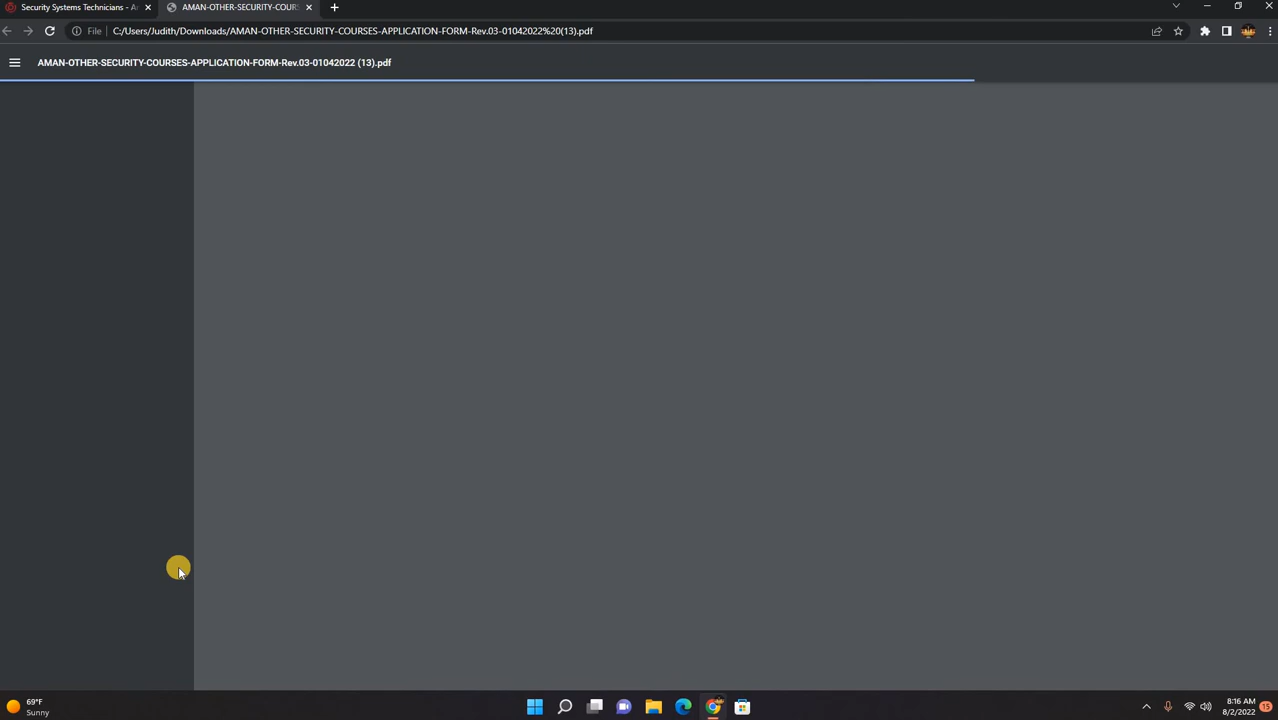 Security Systems Technicians - A
AMAN-OTHER-SECURITY-COURS
File
C:/Users/Judith/Downloads/AMAN-OTHER-SECURITY-COURSES-APPLICATION-FORM-Rev.03-01042022%20(13).pdf
AMAN-OTHER-SECURITY-COURSES-APPLICATION-FORM-Rev.03-01042022 (13).pdf
69°F
Sunny
8:16 AM
8/2/2022
15